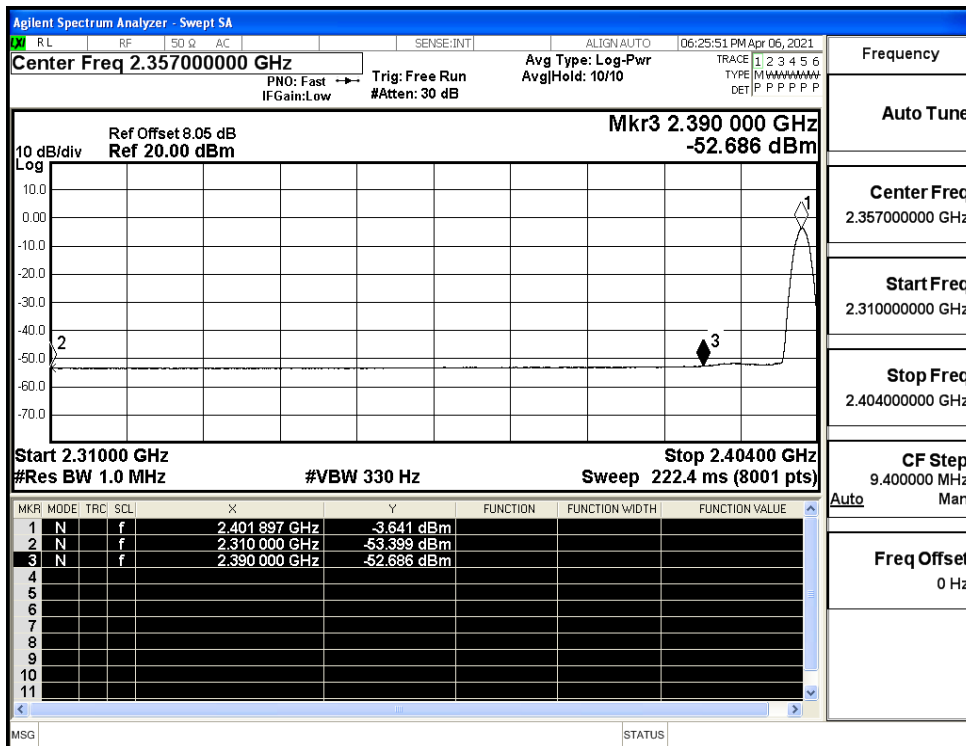 Agilent Spectrum Analyzer - Swept SA
LXI RL RF 50 Ω AC SENSE:INT ALIGN AUTO 06:25:51 PM Apr 06, 2021
Center Freq 2.357000000 GHz
PNO: Fast
IFGain:Low
Trig: Free Run
#Atten: 30 dB
Avg Type: Log-Pwr
Avg|Hold: 10/10
TRACE 1 2 3 4 5 6
TYPE M WWWWW
DET P P P P P P
Ref Offset 8.05 dB
10 dB/div Ref 20.00 dBm
Log
Mkr3 2.390 000 GHz
-52.686 dBm
10.0
0.00
-10.0
-20.0
-30.0
-40.0
-50.0
-60.0
-70.0
1
2
3
Start 2.31000 GHz Stop 2.40400 GHz
#Res BW 1.0 MHz #VBW 330 Hz Sweep 222.4 ms (8001 pts)
MKR MODE TRC SCL X Y FUNCTION FUNCTION WIDTH FUNCTION VALUE
1 N f 2.401 897 GHz -3.641 dBm
2 N f 2.310 000 GHz -53.399 dBm
3 N f 2.390 000 GHz -52.686 dBm
4
5
6
7
8
9
10
11
MSG STATUS
Frequency
Auto Tune
Center Freq
2.357000000 GHz
Start Freq
2.310000000 GHz
Stop Freq
2.404000000 GHz
CF Step
9.400000 MHz
Auto Man
Freq Offset
0 Hz